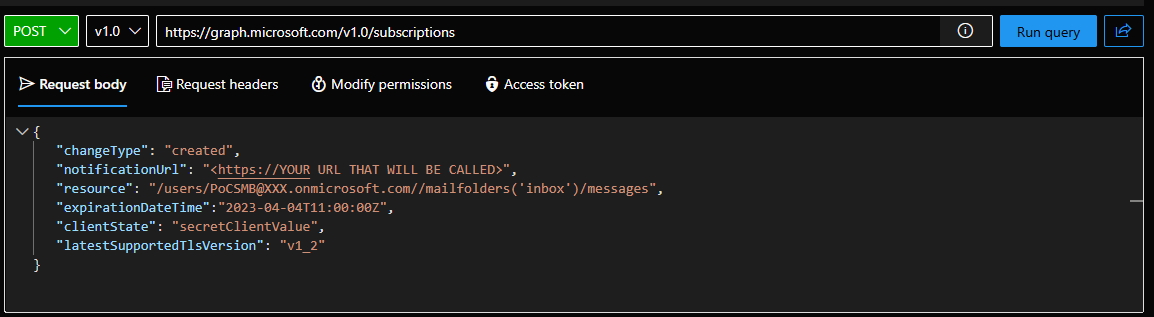 POST v1.0 https://graph.microsoft.com/v1.0/subscriptions Run query
Request body Request headers Modify permissions Access token
{
"changeType": "created",
"notificationUrl": "<https://YOUR URL THAT WILL BE CALLED>",
"resource": "/users/PoCSMB@XXX.onmicrosoft.com//mailfolders('inbox')/messages",
"expirationDateTime":"2023-04-04T11:00:00Z",
"clientState": "secretClientValue",
"latestSupportedTlsVersion": "v1_2"
}